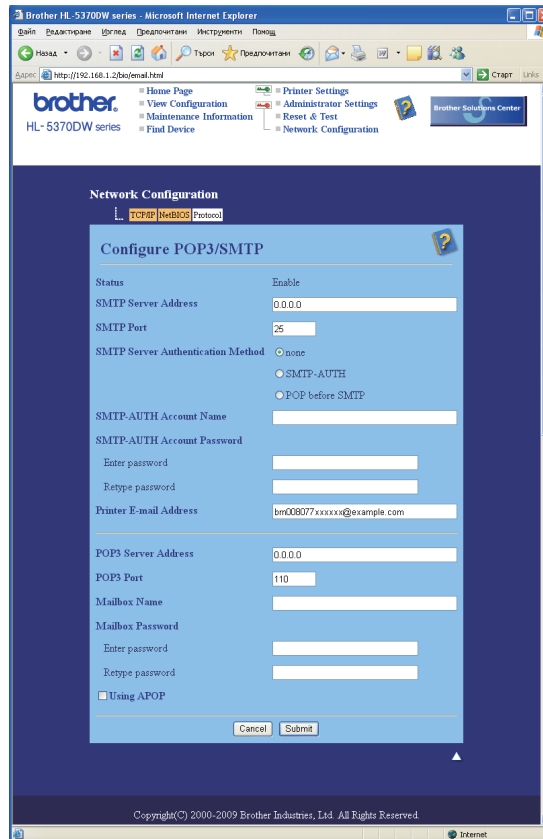 Brother HL-5370DW series - Microsoft Internet Explorer
Файл Редактиране Изглед Предпочитани Инструменти Помощ
Назад Търси Предпочитани
Адрес http://192.168.1.2/bio/email.html Старт Links
brother
HL-5370DW series
Home Page
View Configuration
Maintenance Information
Find Device
Printer Settings
Administrator Settings
Reset & Test
Network Configuration
Brother Solutions Center
Network Configuration
TCP/IP NetBIOS Protocol
Configure POP3/SMTP
Status Enable
SMTP Server Address 0.0.0.0
SMTP Port 25
SMTP Server Authentication Method none
SMTP-AUTH
POP before SMTP
SMTP-AUTH Account Name
SMTP-AUTH Account Password
Enter password
Retype password
Printer E-mail Address bm008077xxxxxx@example.com
POP3 Server Address 0.0.0.0
POP3 Port 110
Mailbox Name
Mailbox Password
Enter password
Retype password
Using APOP
Cancel Submit
Copyright(C) 2000-2009 Brother Industries, Ltd. All Rights Reserved.
Internet